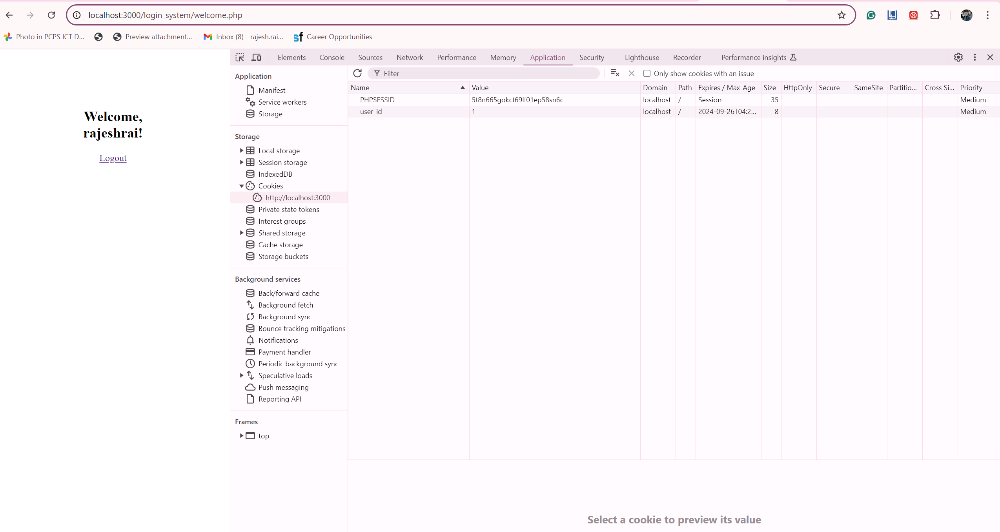 localhost:3000/login_system/welcome.php
Photo in PCPS ICT D... Preview attachment... Inbox (8) - rajesh.rai... sf Career Opportunities
Welcome,
rajeshrai!
Logout
Elements Console Sources Network Performance Memory Application Security Lighthouse Recorder Performance insights
Application
Manifest
Service workers
Storage
Storage
Local storage
Session storage
IndexedDB
Cookies
http://localhost:3000
Private state tokens
Interest groups
Shared storage
Cache storage
Storage buckets
Background services
Back/forward cache
Background fetch
Background sync
Bounce tracking mitigations
Notifications
Payment handler
Periodic background sync
Speculative loads
Push messaging
Reporting API
Frames
top
Filter Only show cookies with an issue
Name Value Domain Path Expires / Max-Age Size HttpOnly Secure SameSite Partitio... Cross Si... Priority
PHPSESSID 5t8n665gokct69lf01ep58sn6c localhost / Session 35 Medium
user_id 1 localhost / 2024-09-26T04:2... 8 Medium
Select a cookie to preview its value